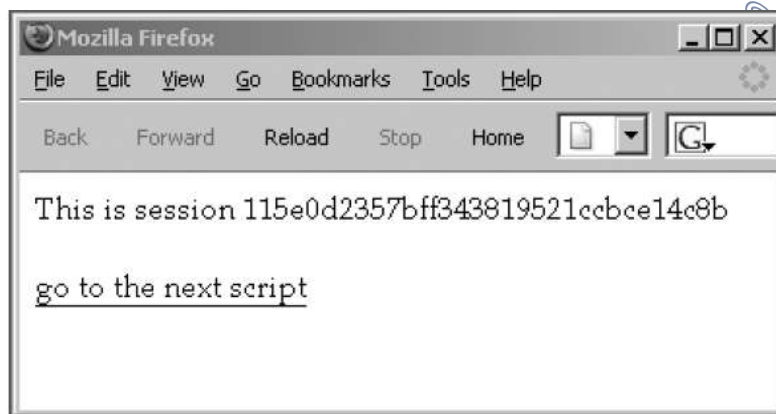 Mozilla Firefox
File Edit View Go Bookmarks Tools Help
Back Forward Reload Stop Home G
This is session 115e0d2357bff343819521ccbce14c8b
go to the next script